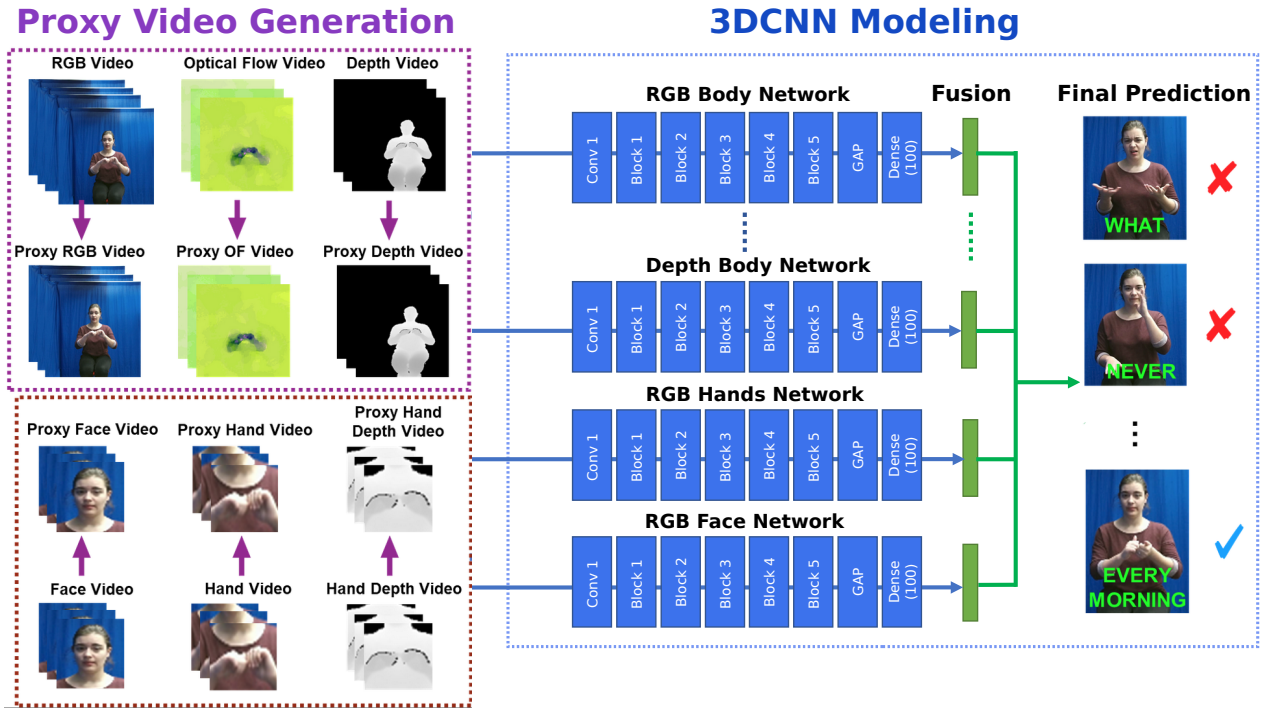 Proxy Video Generation
3DCNN Modeling
RGB Video
Optical Flow Video
Depth Video
Proxy RGB Video
Proxy OF Video
Proxy Depth Video
Proxy Face Video
Proxy Hand Video
Proxy Hand
Depth Video
Face Video
Hand Video
Hand Depth Video
RGB Body Network
Conv 1
Block 1
Block 2
Block 3
Block 4
Block 5
GAP
Dense
(100)
Depth Body Network
Conv 1
Block 1
Block 2
Block 3
Block 4
Block 5
GAP
Dense
(100)
RGB Hands Network
Conv 1
Block 1
Block 2
Block 3
Block 4
Block 5
GAP
Dense
(100)
RGB Face Network
Conv 1
Block 1
Block 2
Block 3
Block 4
Block 5
GAP
Dense
(100)
Fusion
Final Prediction
WHAT
NEVER
EVERY
MORNING